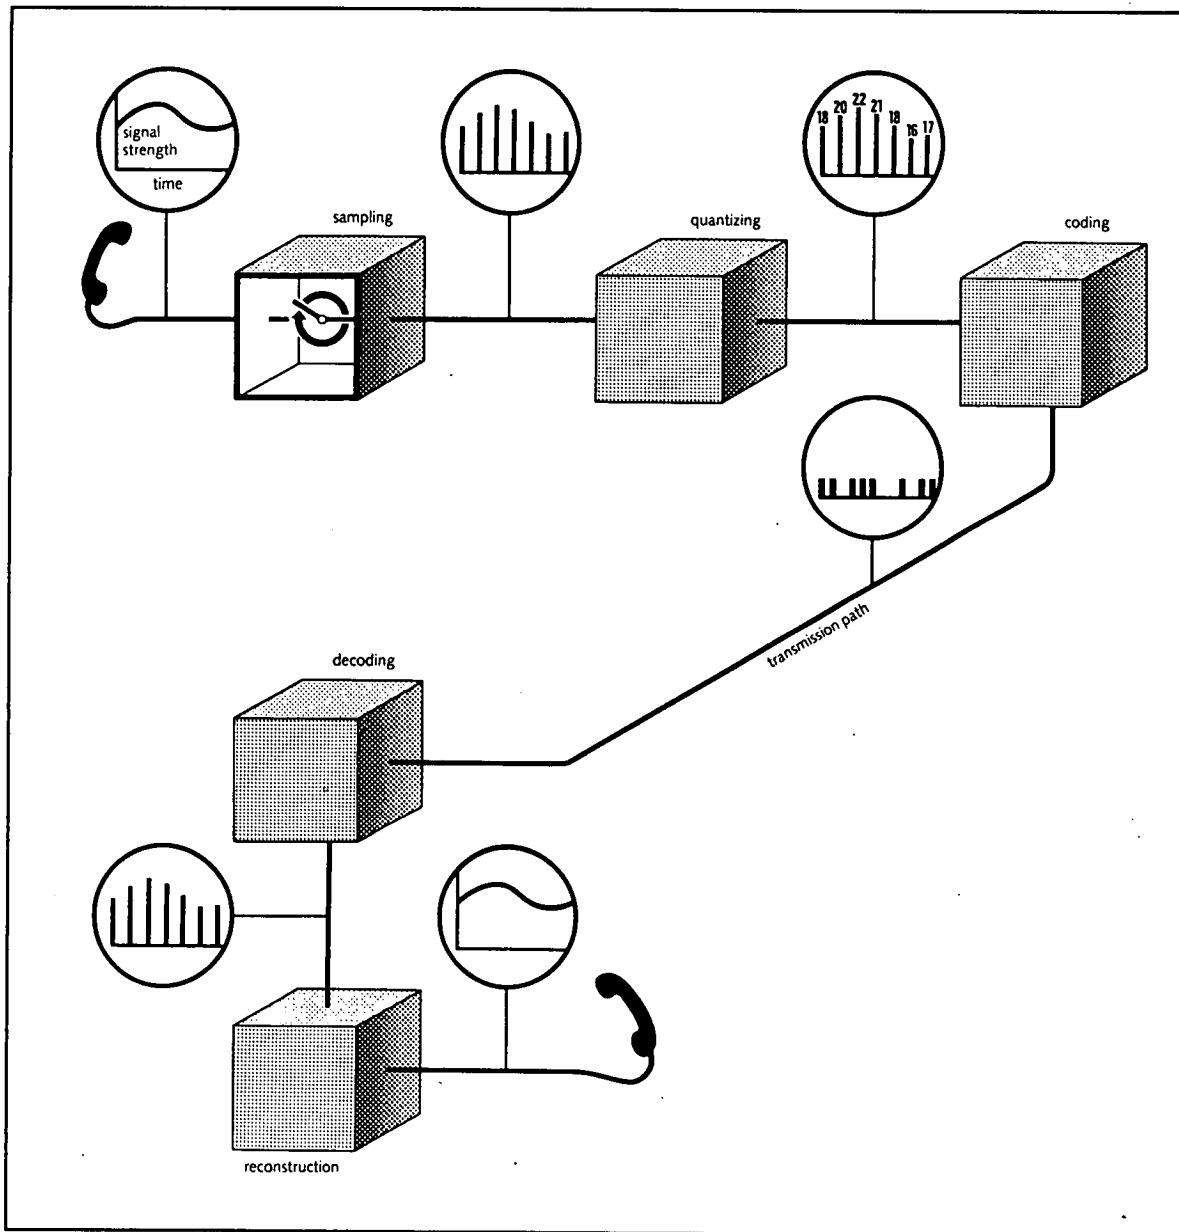 signal
strength
time
sampling
quantizing
18 20 22 21 18 16 17
coding
transmission path
decoding
reconstruction